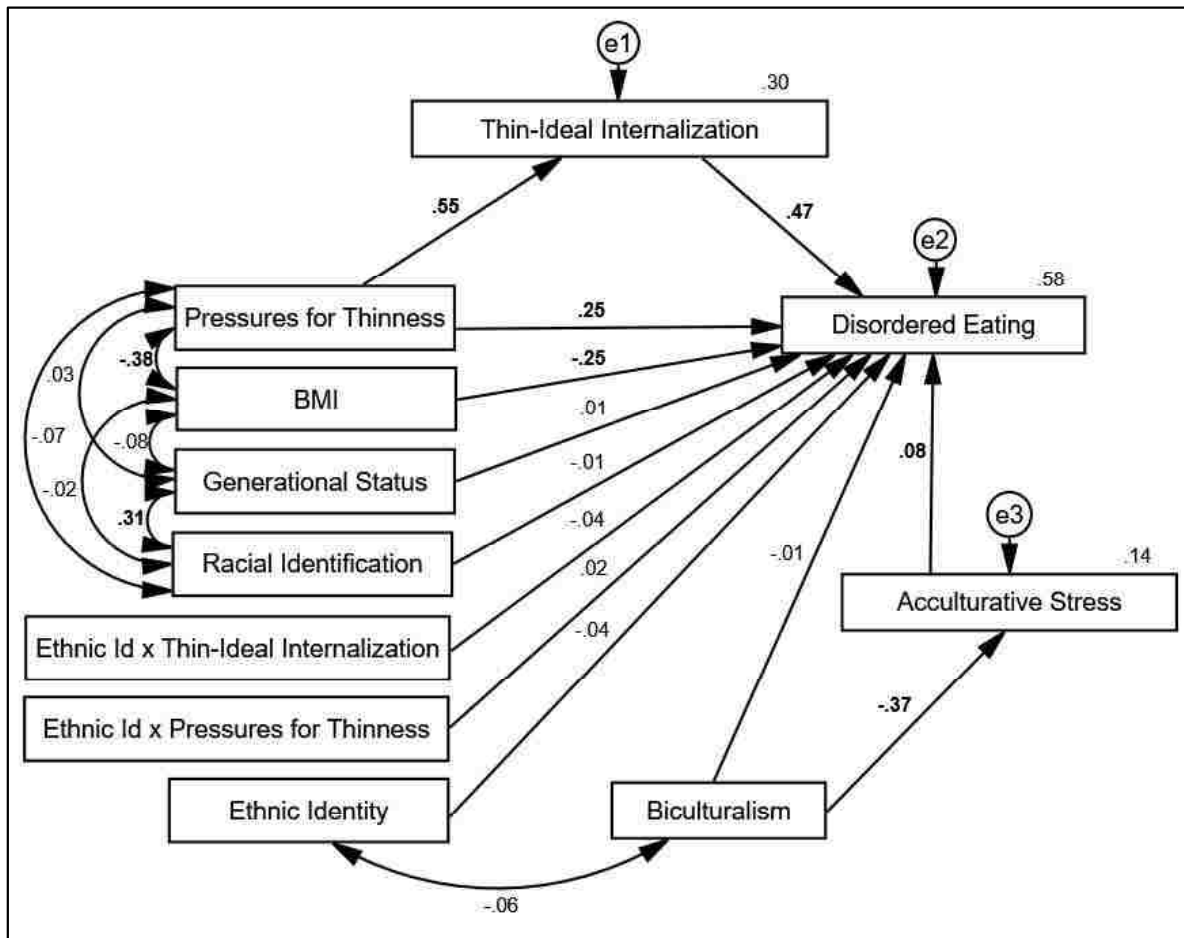 e1
.30
Thin-Ideal Internalization
.55
.47
e2
.58
Pressures for Thinness
.25
Disordered Eating
-.38
-.25
.03
BMI
.01
-.07
-.08
-.01
-.02
Generational Status
.08
.31
-.04
e3
Racial Identification
.02
-.01
.14
Acculturative Stress
-.04
Ethnic Id x Thin-Ideal Internalization
-.37
Ethnic Id x Pressures for Thinness
Ethnic Identity
Biculturalism
-.06